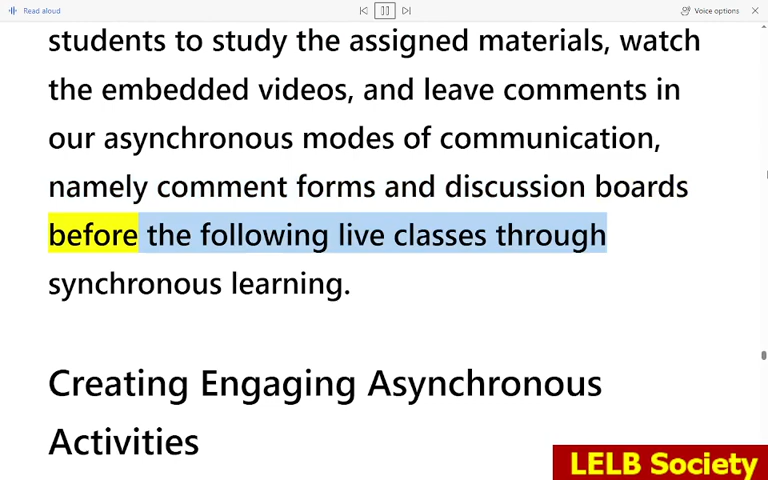 Read aloud
Voice options
students to study the assigned materials, watch
the embedded videos, and leave comments in
our asynchronous modes of communication,
namely comment forms and discussion boards
before the following live classes through
synchronous learning.
Creating Engaging Asynchronous
Activities
LELB Society